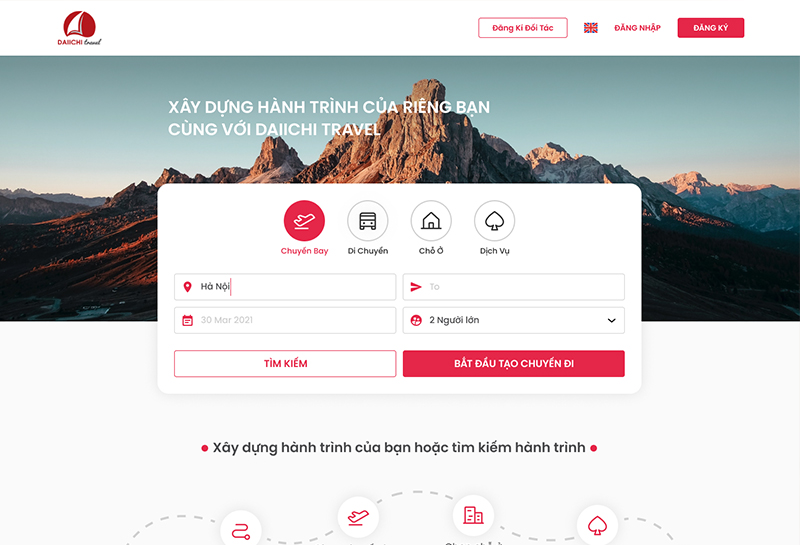 DAIICHI travel
Đăng Kí Đối Tác
ĐĂNG NHẬP
ĐĂNG KÝ
XÂY DỰNG HÀNH TRÌNH CỦA RIÊNG BẠN
CÙNG VỚI DAIICHI TRAVEL
Chuyến Bay
Di Chuyển
Chỗ Ở
Dịch Vụ
Hà Nội
To
30 Mar 2021
2 Người lớn
TÌM KIẾM
BẮT ĐẦU TẠO CHUYẾN ĐI
Xây dựng hành trình của bạn hoặc tìm kiếm hành trình